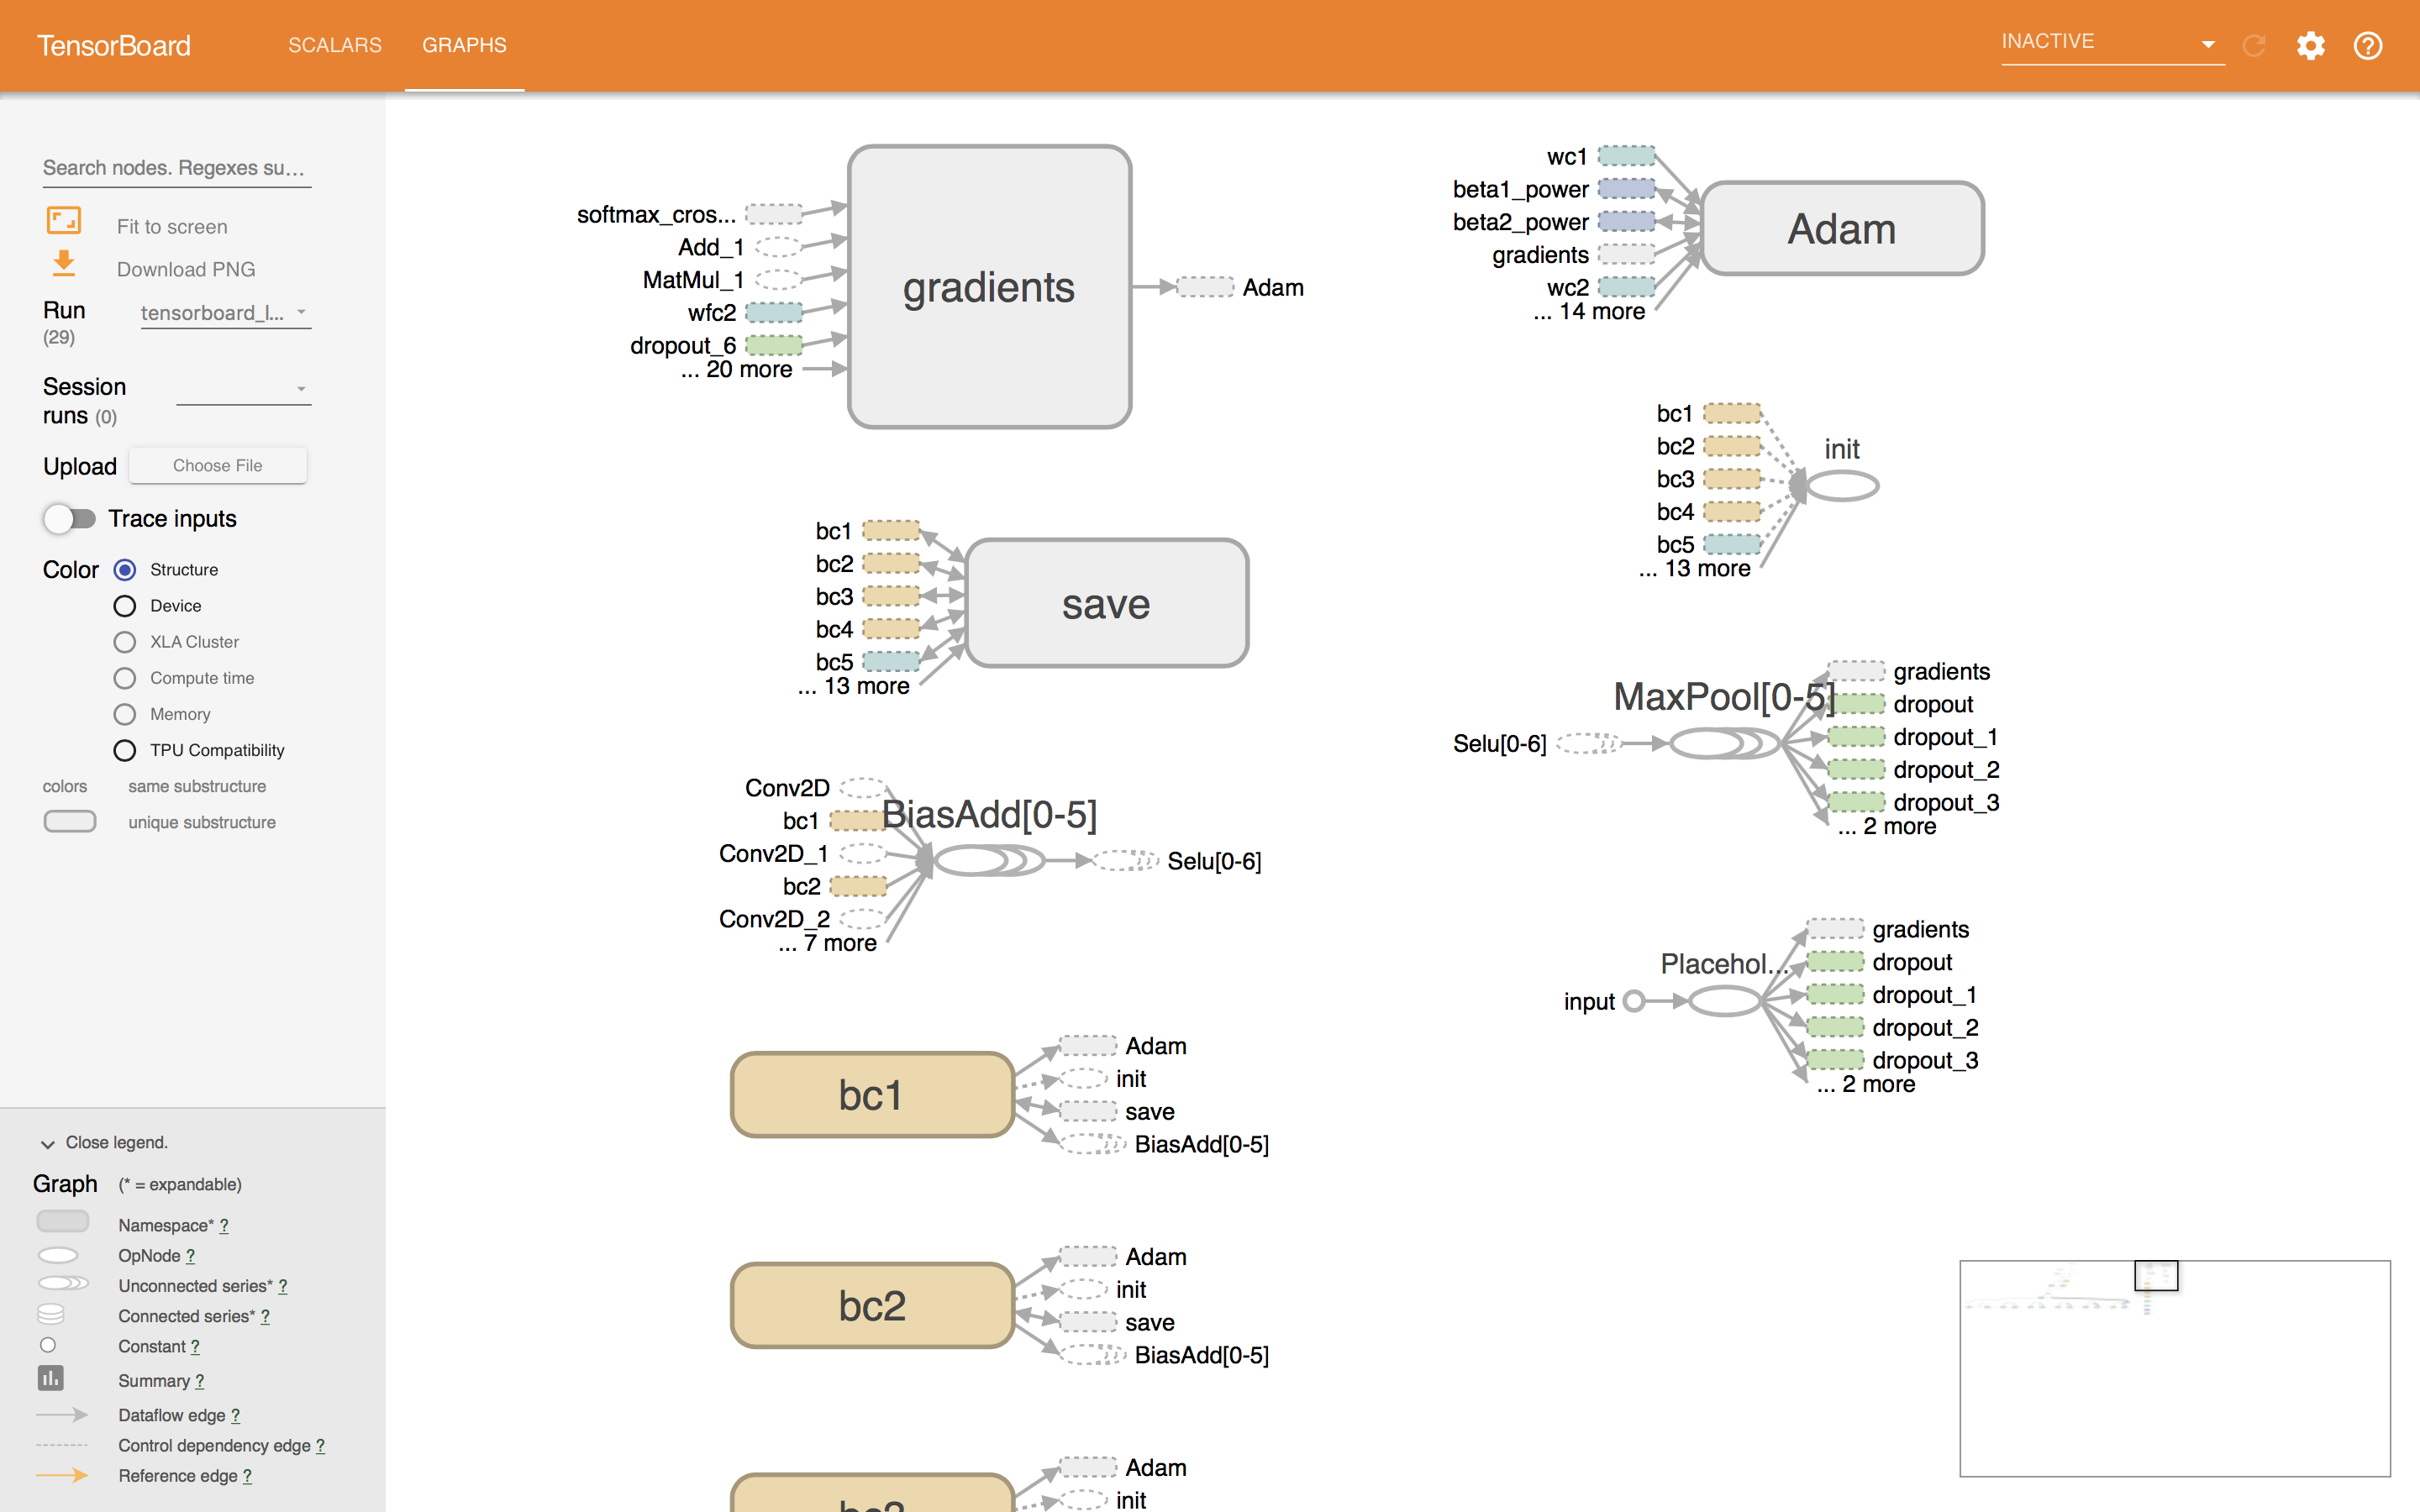 TensorBoard
SCALARS
GRAPHS
INACTIVE
Search nodes. Regexes su...
Fit to screen
Download PNG
Run
(29)
tensorboard_l...
Session
runs (0)
Upload
Choose File
Trace inputs
Color
Structure
Device
XLA Cluster
Compute time
Memory
TPU Compatibility
colors
same substructure
unique substructure
Close legend.
Graph
(* = expandable)
Namespace* ?
OpNode ?
Unconnected series* ?
Connected series* ?
Constant ?
Summary ?
Dataflow edge ?
Control dependency edge ?
Reference edge ?
softmax_cros...
Add_1
MatMul_1
wfc2
dropout_6
... 20 more
gradients
Adam
bc1
bc2
bc3
bc4
bc5
... 13 more
save
Conv2D
bc1
Conv2D_1
bc2
Conv2D_2
... 7 more
BiasAdd[0-5]
Selu[0-6]
bc1
Adam
init
save
BiasAdd[0-5]
bc2
Adam
init
save
BiasAdd[0-5]
Adam
init
wc1
beta1_power
beta2_power
gradients
wc2
... 14 more
Adam
bc1
bc2
bc3
bc4
bc5
... 13 more
init
Selu[0-6]
MaxPool[0-5]
gradients
dropout
dropout_1
dropout_2
dropout_3
... 2 more
input
Placehol...
gradients
dropout
dropout_1
dropout_2
dropout_3
... 2 more